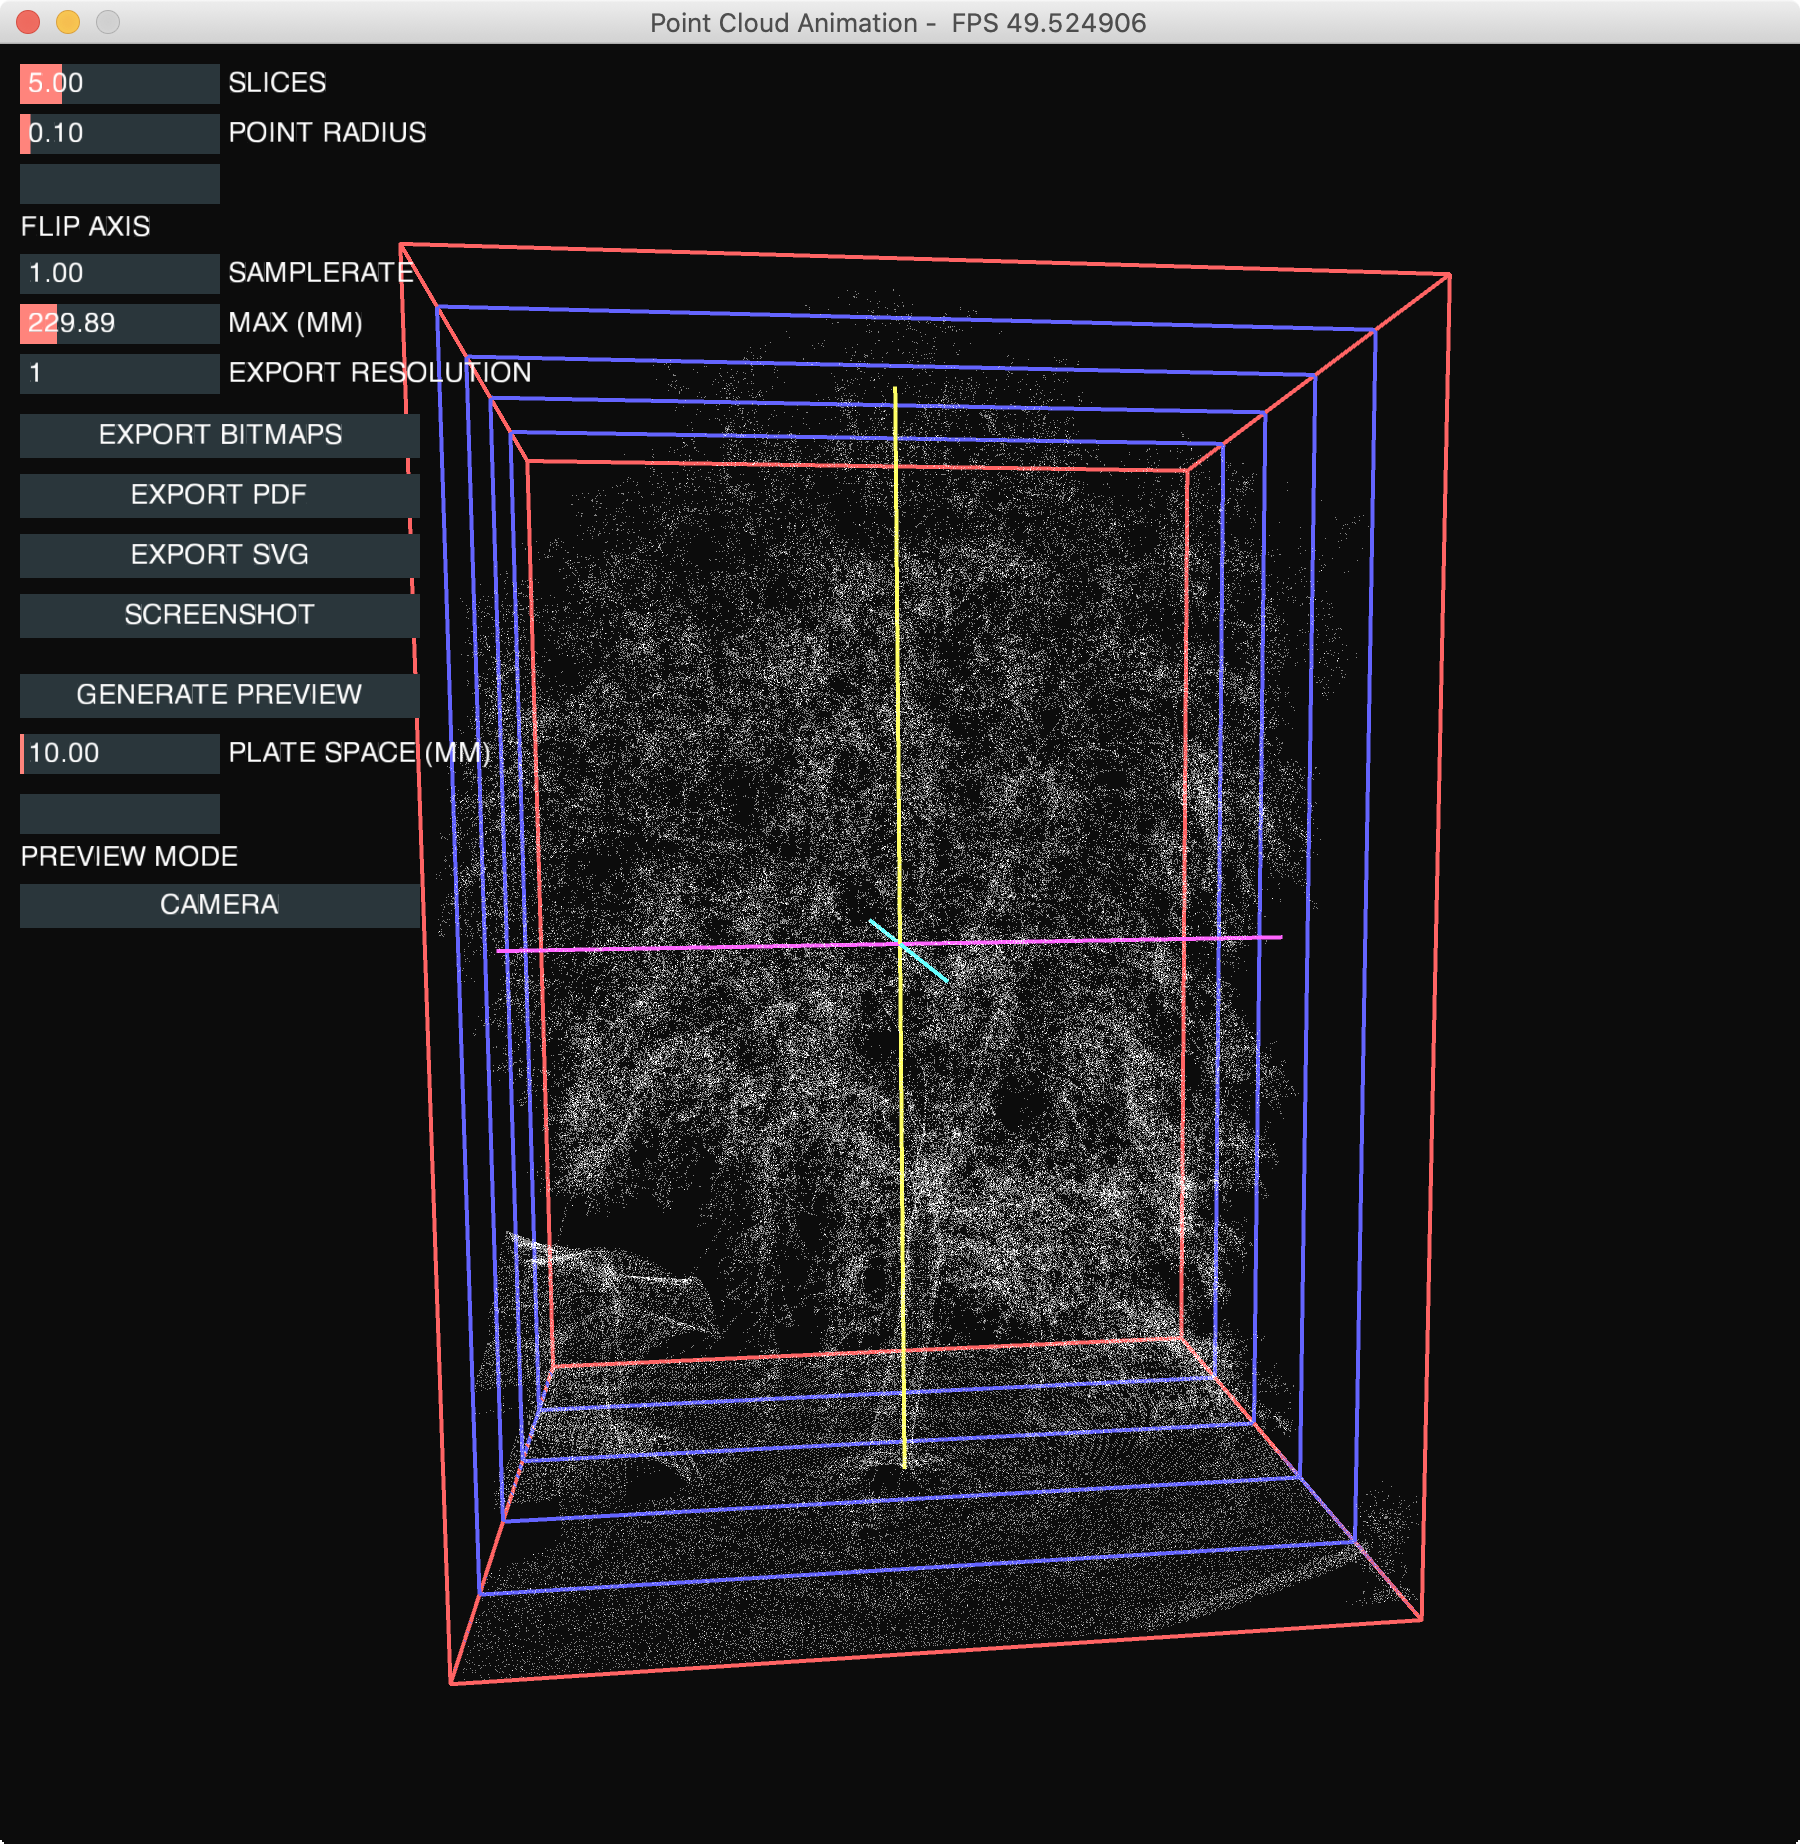 Point Cloud Animation - FPS 49.524906
5.00 SLICES
0.10 POINT RADIUS
FLIP AXIS
1.00 SAMPLERATE
229.89 MAX (MM)
1 EXPORT RESOLUTION
EXPORT BITMAPS
EXPORT PDF
EXPORT SVG
SCREENSHOT
GENERATE PREVIEW
10.00 PLATE SPACE (MM)
PREVIEW MODE
CAMERA